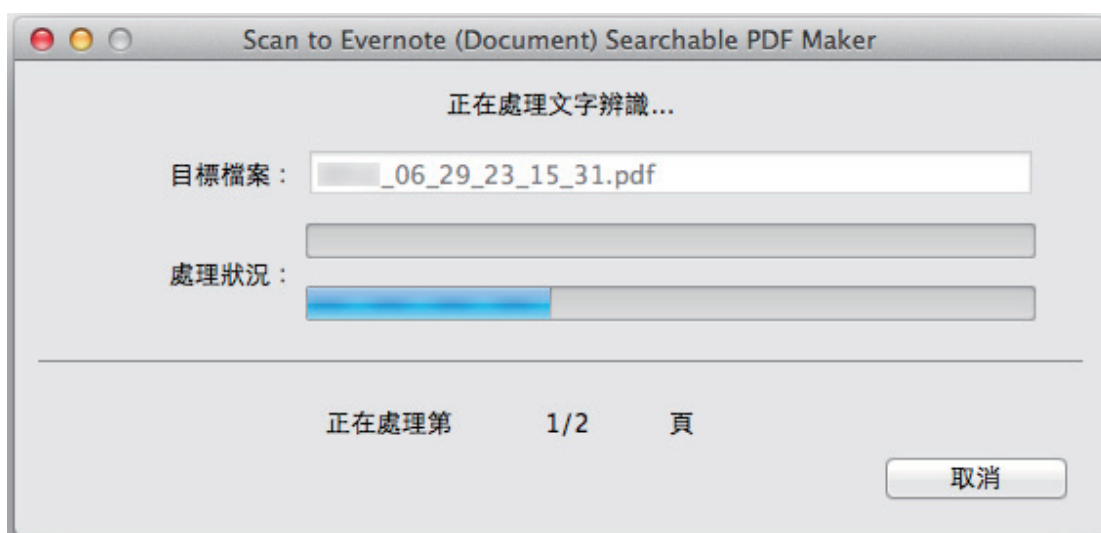 Scan to Evernote (Document) Searchable PDF Maker
正在處理文字辨識...
目標檔案： _06_29_23_15_31.pdf
處理狀況：
正在處理第 1/2 頁
取消